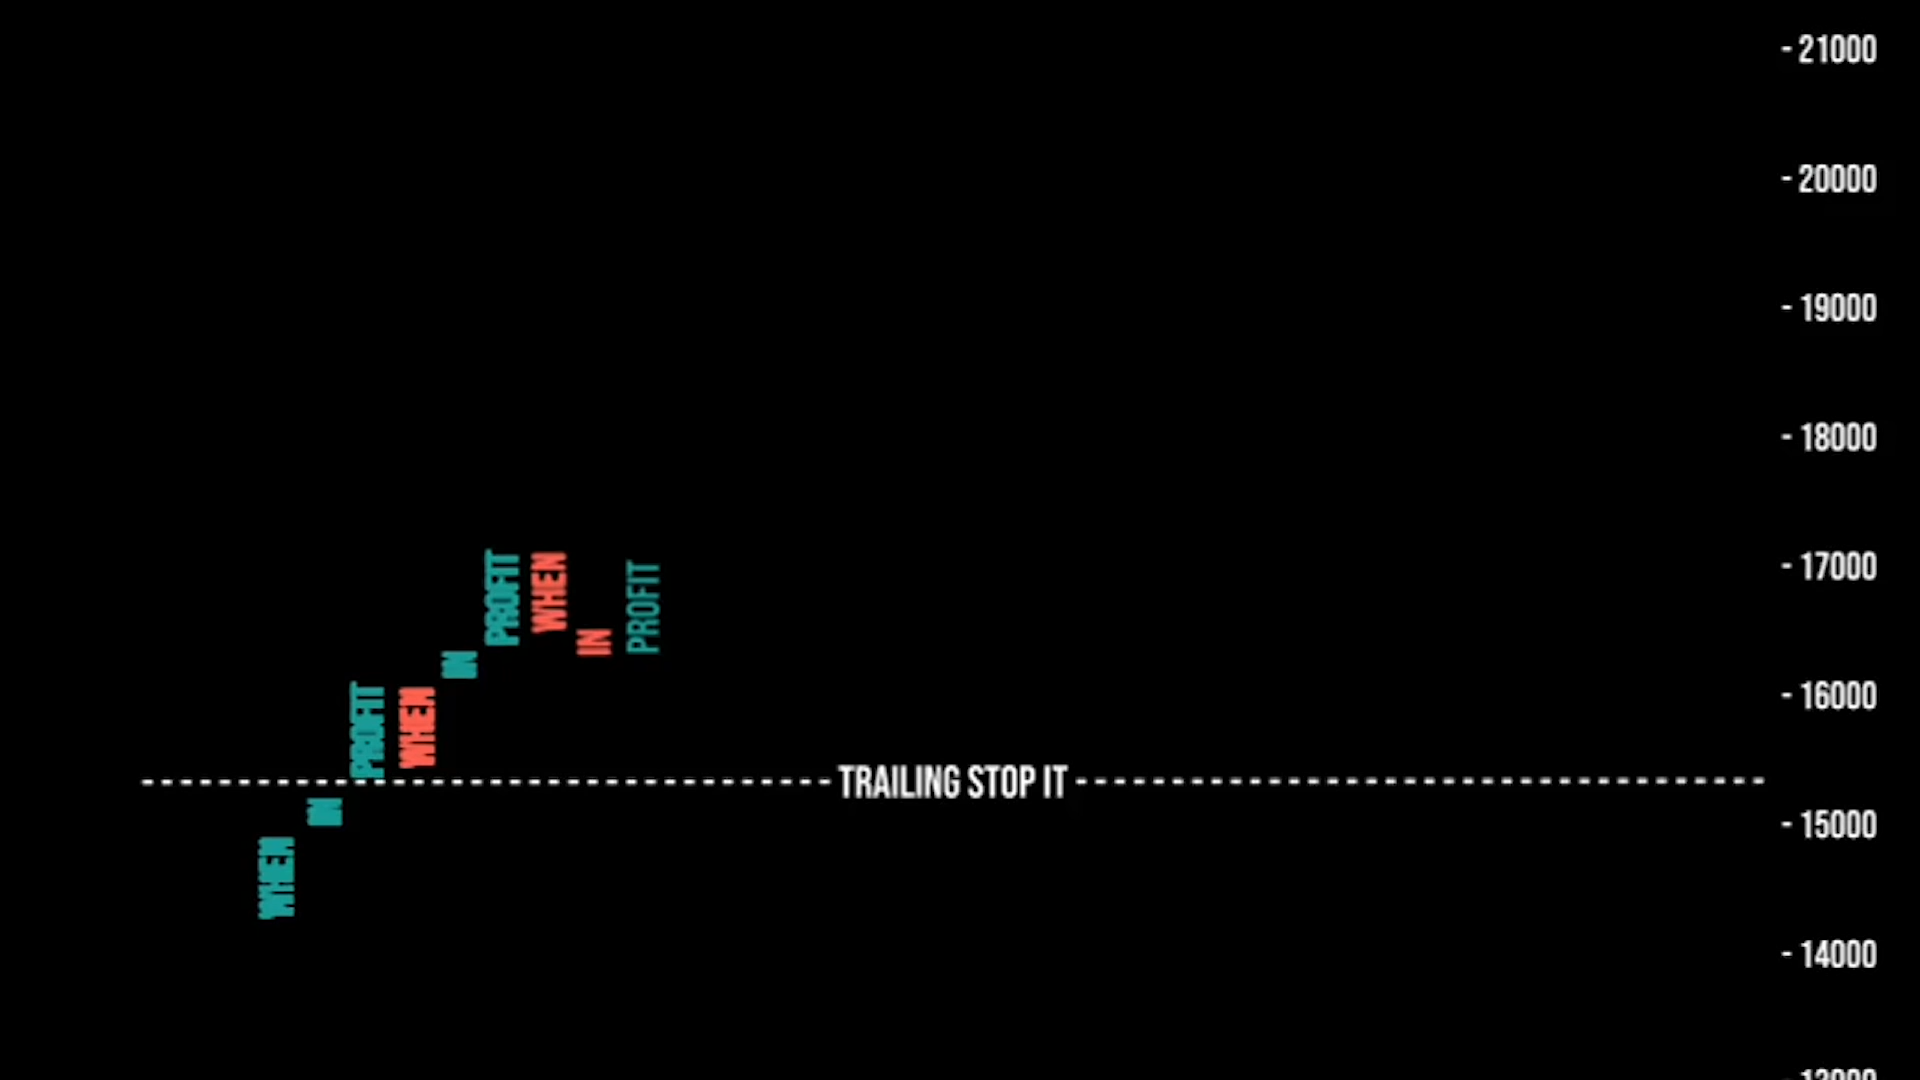 WHEN
IN
PROFIT
WHEN
IN
PROFIT
WHEN
IN
PROFIT
TRAILING STOP IT
- 21000
- 20000
- 19000
- 18000
- 17000
- 16000
- 15000
- 14000